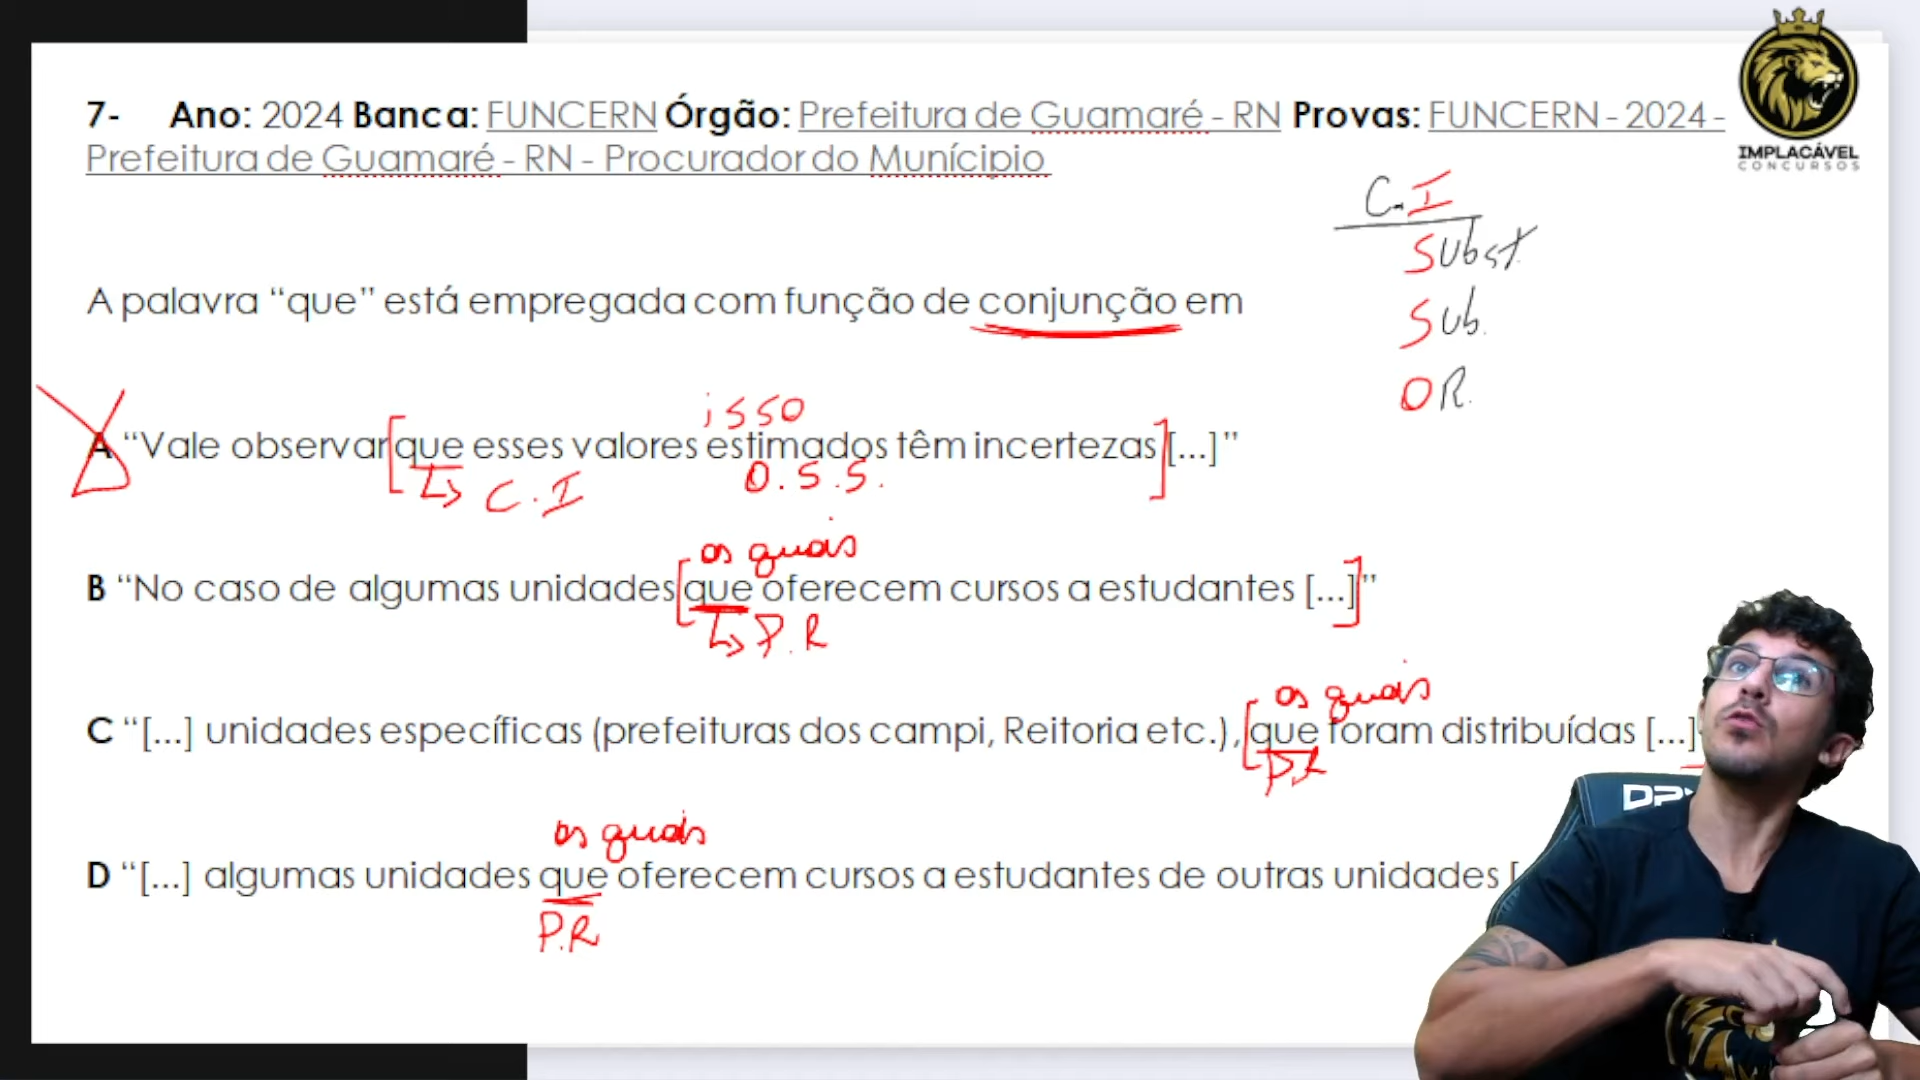 7- Ano: 2024 Banca: FUNCERN Órgão: Prefeitura de Guamaré - RN Provas: FUNCERN - 2024 -
Prefeitura de Guamaré - RN - Procurador do Munícipio
IMPLACÁVEL
CONCURSOS
C.I
Subst.
Sub.
OR.
A palavra “que” está empregada com função de conjunção em
isso
A “Vale observar que esses valores estimados têm incertezas [...]”
C.I
O.S.S.
os quais
B “No caso de algumas unidades que oferecem cursos a estudantes [...]”
P.R
os quais
C “[...] unidades específicas (prefeituras dos campi, Reitoria etc.), que foram distribuídas [...]
P.R
os quais
D “[...] algumas unidades que oferecem cursos a estudantes de outras unidades [
P.R